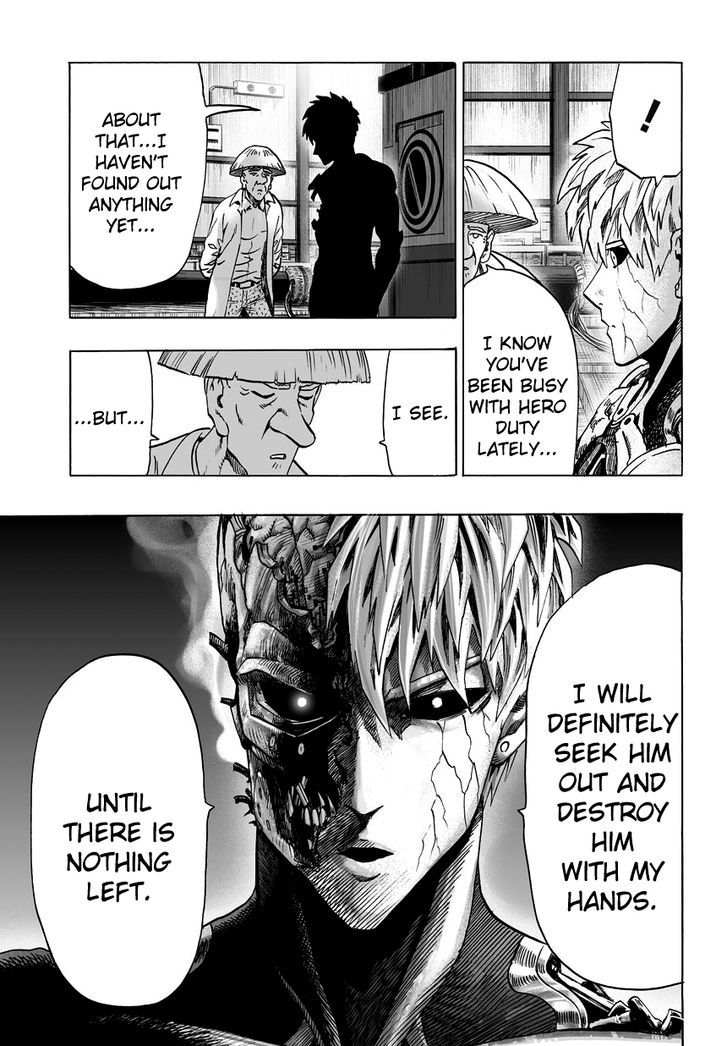 !
I KNOW
YOU'VE
BEEN BUSY
WITH HERO
DUTY
LATELY...
ABOUT
THAT...I
HAVEN'T
FOUND OUT
ANYTHING
YET...
I SEE.
...BUT...
I WILL
DEFINITELY
SEEK HIM
OUT AND
DESTROY
HIM
WITH MY
HANDS.
UNTIL
THERE IS
NOTHING
LEFT.